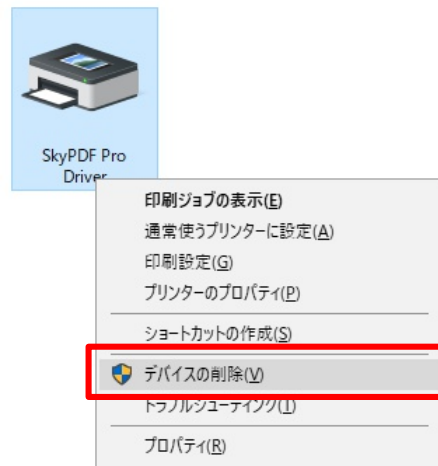 SkyPDF Pro
Driver
印刷ジョブの表示(E)
通常使うプリンターに設定(A)
印刷設定(G)
プリンターのプロパティ(P)
ショートカットの作成(S)
デバイスの削除(V)
トラブルシューティング(T)
プロパティ(R)